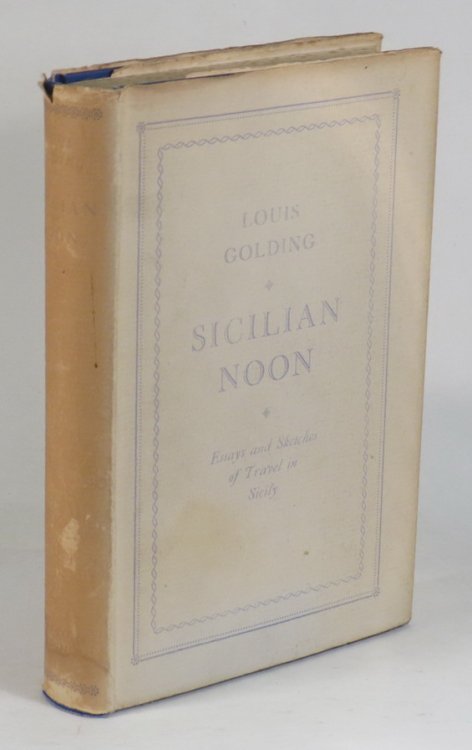 LOUIS
GOLDING
SICILIAN
NOON
Essays and Sketches
of Travel in
Sicily